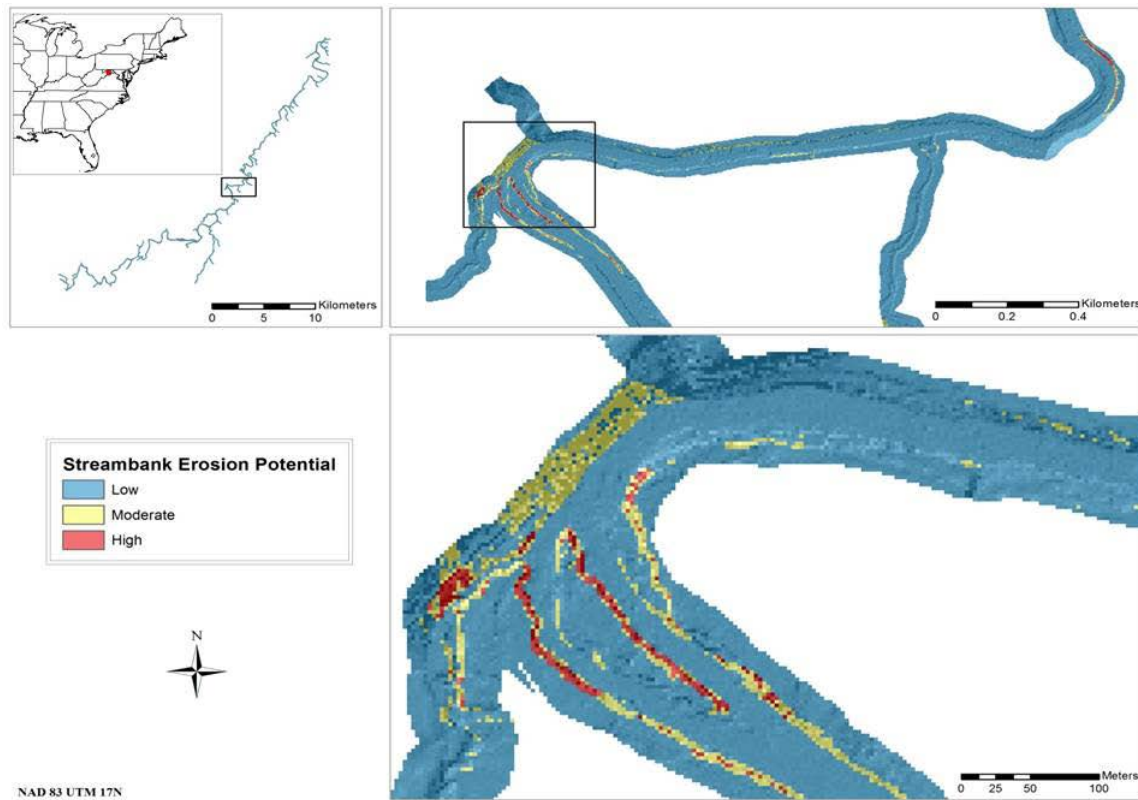 Kilometers
0 5 10
Kilometers
0 0.2 0.4
Streambank Erosion Potential
Low
Moderate
High
N
Meters
0 25 50 100
NAD 83 UTM 17N